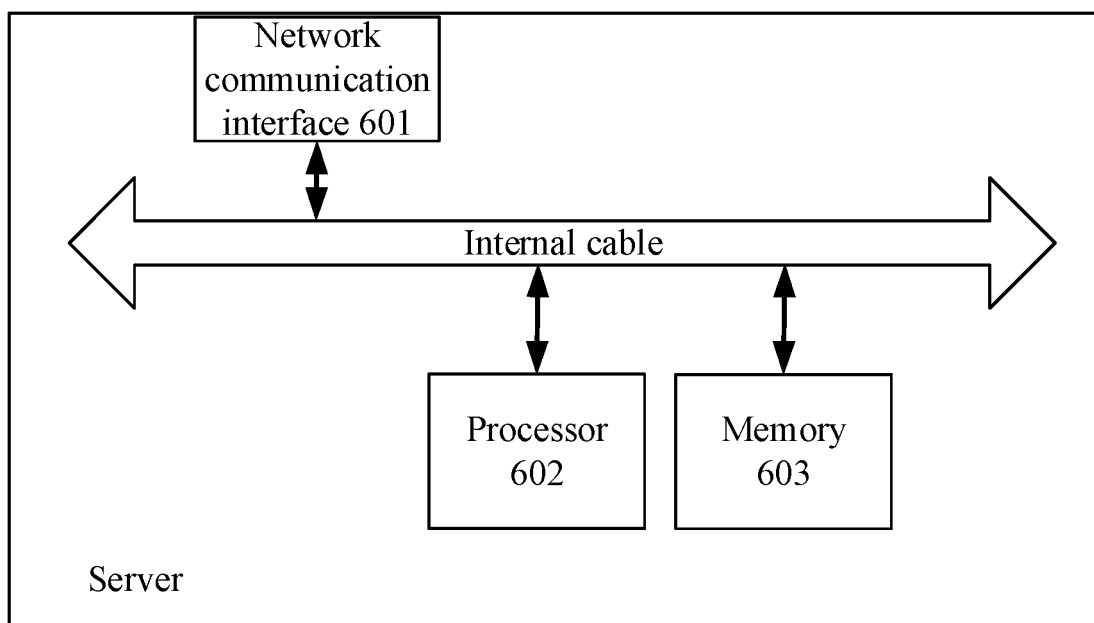 Network
communication
interface 601
Internal cable
Processor
602
Memory
603
Server